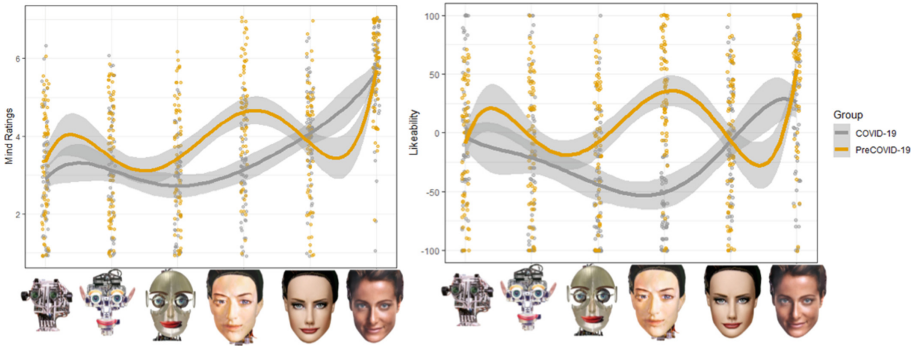 Mind Ratings
6
4
2
Likeability
100
50
0
-50
-100
Group
COVID-19
PreCOVID-19